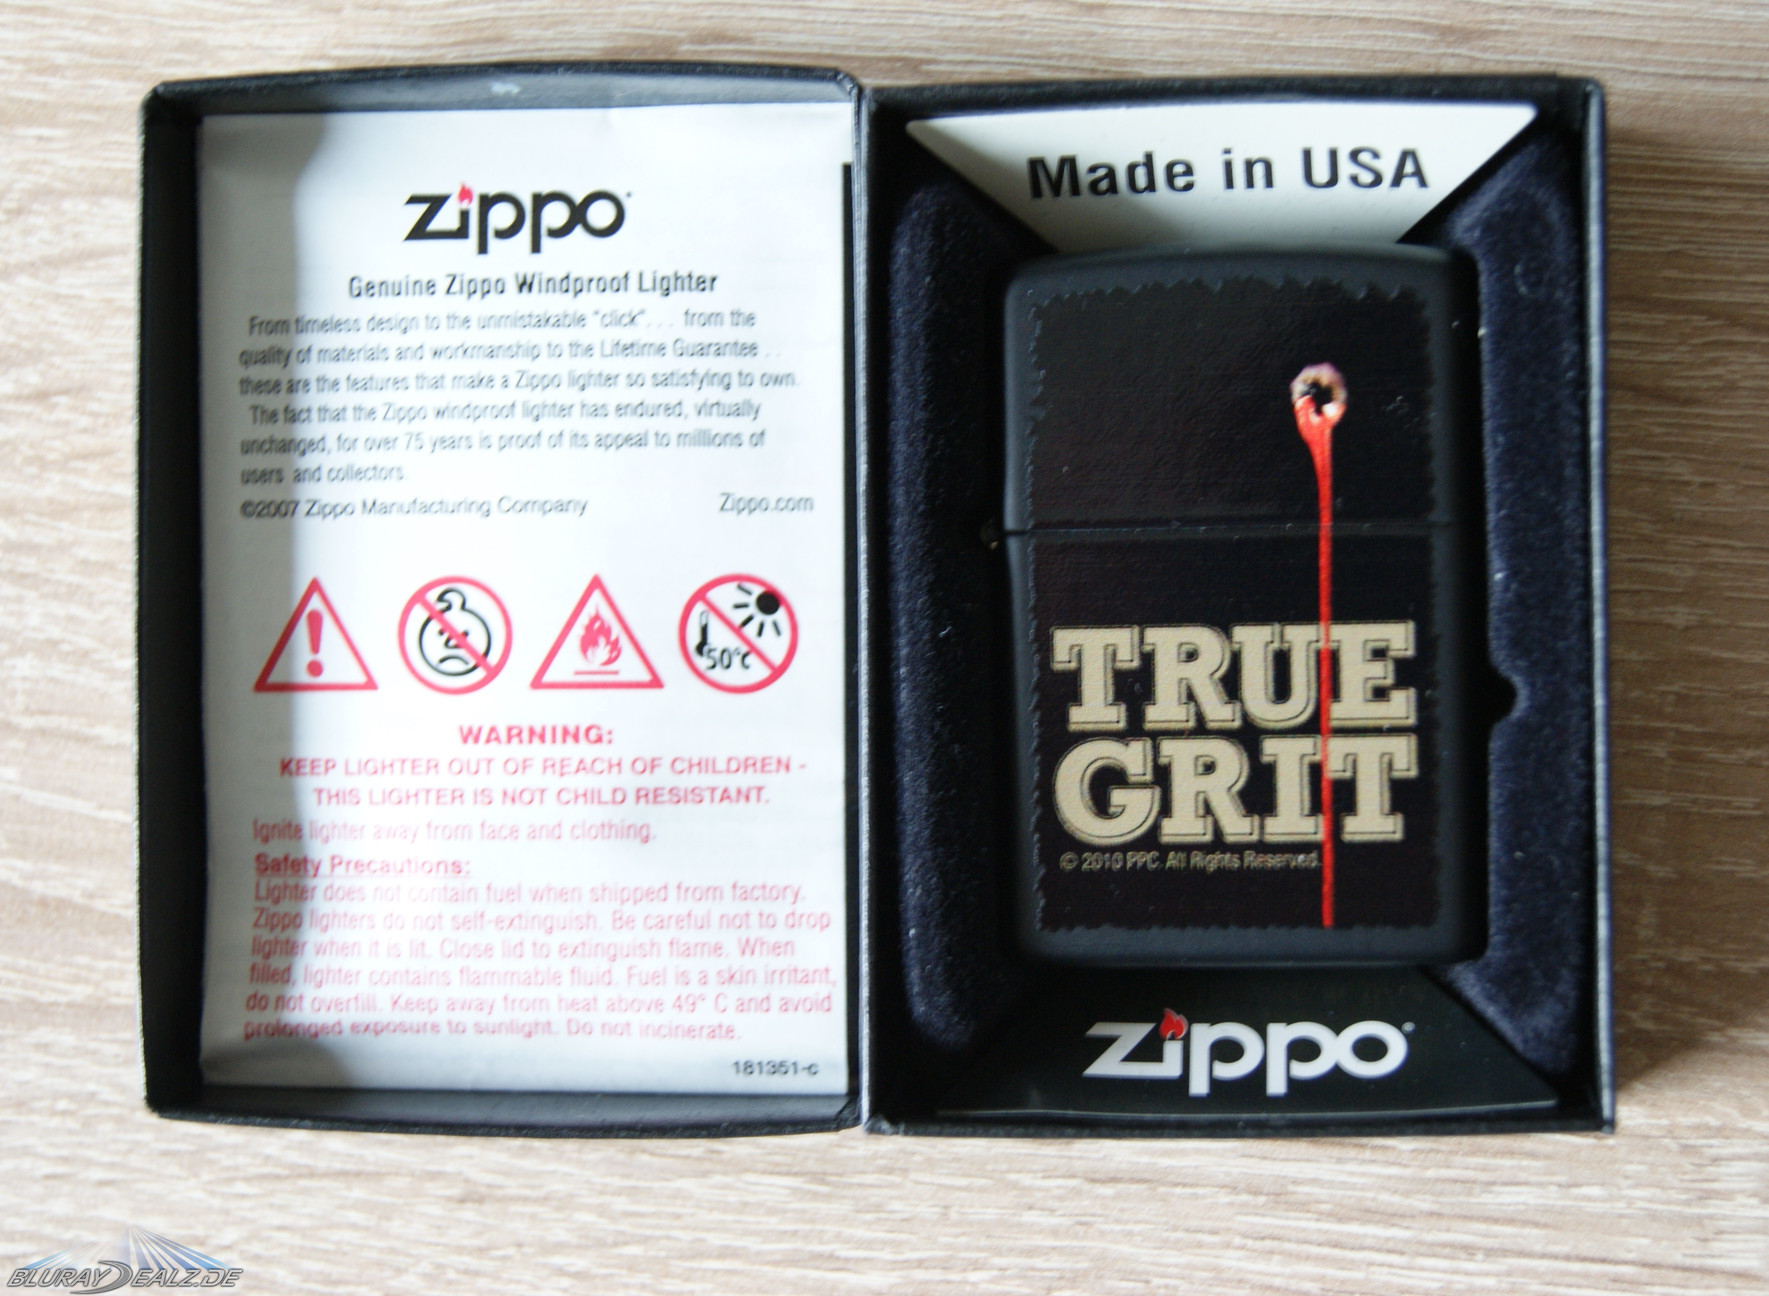 zippo
Genuine Zippo Windproof Lighter
From timeless design to the unmistakable "click". . . from the
quality of materials and workmanship to the Lifetime Guarantee . .
these are the features that make a Zippo lighter so satisfying to own.
The fact that the Zippo windproof lighter has endured, virtually
unchanged, for over 75 years is proof of its appeal to millions of
users and collectors.
©2007 Zippo Manufacturing Company Zippo.com
50°C
WARNING:
KEEP LIGHTER OUT OF REACH OF CHILDREN -
THIS LIGHTER IS NOT CHILD RESISTANT.
Ignite lighter away from face and clothing.
Safety Precautions:
Lighter does not contain fuel when shipped from factory.
Zippo lighters do not self-extinguish. Be careful not to drop
lighter when it is lit. Close lid to extinguish flame. When
filled, lighter contains flammable fluid. Fuel is a skin irritant,
do not overfill. Keep away from heat above 49° C and avoid
prolonged exposure to sunlight. Do not incinerate.
181351-c
Made in USA
TRUE
GRIT
© 2010 PPC. All Rights Reserved.
zippo
BLURAYDEALZ.DE